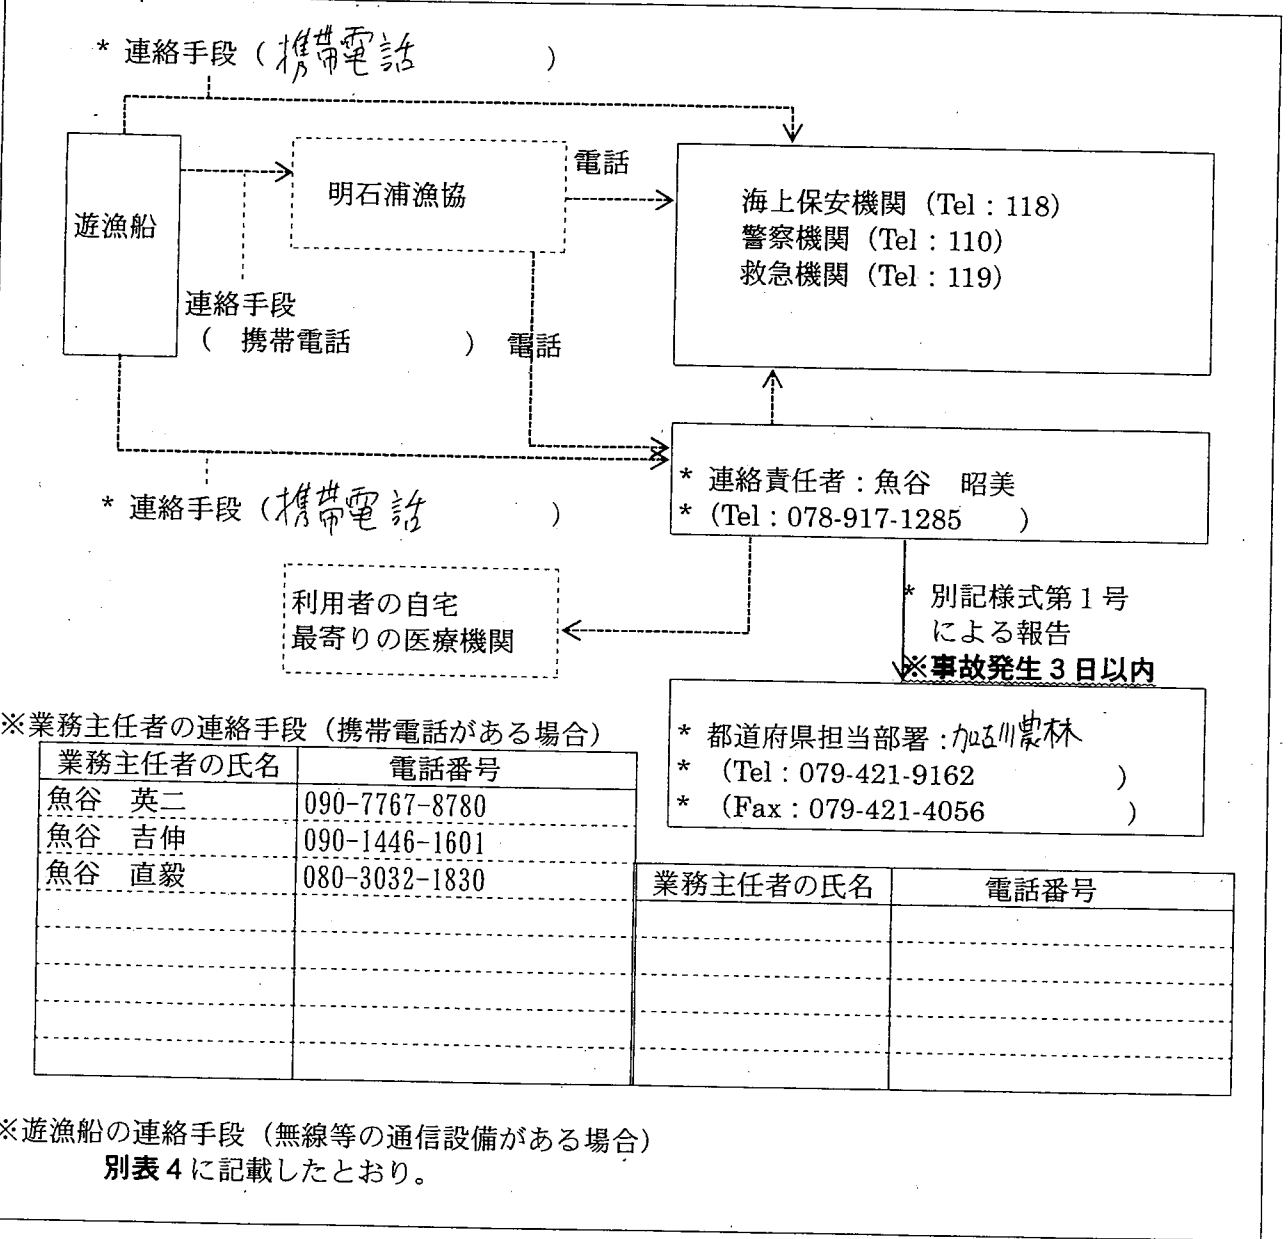 * 連絡手段（携帯電話　　　　）
遊漁船
明石浦漁協
電話
海上保安機関（Tel：118）
警察機関（Tel：110）
救急機関（Tel：119）
連絡手段
（　携帯電話　　　　）
電話
* 連絡責任者：魚谷　昭美
*（Tel：078-917-1285　　）
* 連絡手段（携帯電話　　　　）
利用者の自宅
最寄りの医療機関
* 別記様式第１号
による報告
※事故発生３日以内
* 都道府県担当部署：加古川農林
* （Tel：079-421-9162　　　　）
* （Fax：079-421-4056　　　　）
※業務主任者の連絡手段（携帯電話がある場合）
業務主任者の氏名　電話番号
魚谷　英二　090-7767-8780
魚谷　吉伸　090-1446-1601
魚谷　直毅　080-3032-1830
業務主任者の氏名　電話番号
※遊漁船の連絡手段（無線等の通信設備がある場合）
別表４に記載したとおり。